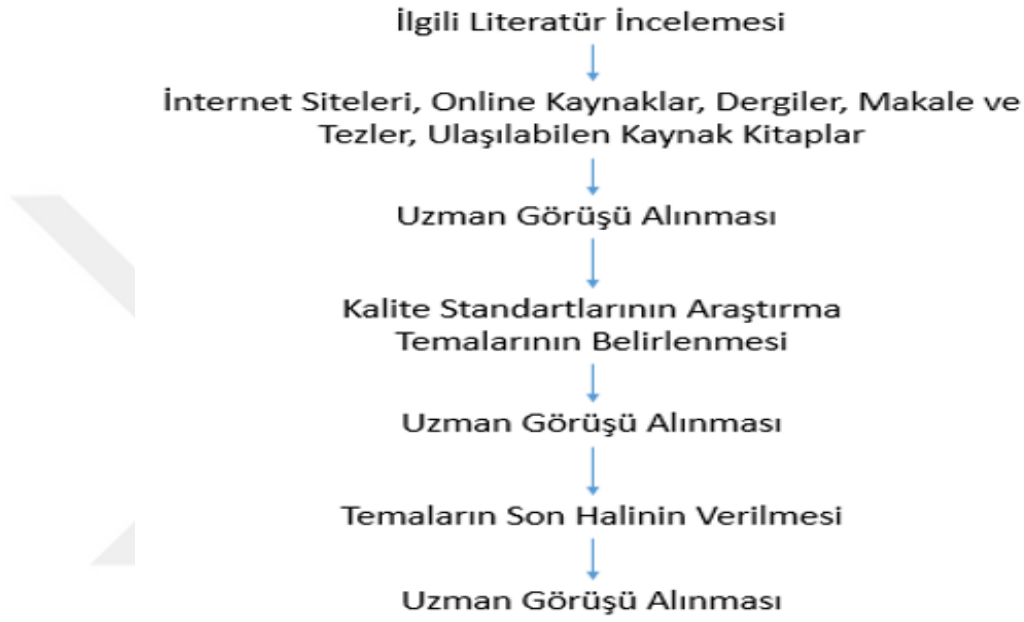 İlgili Literatür İncelemesi
İnternet Siteleri, Online Kaynaklar, Dergiler, Makale ve
Tezler, Ulaşılabilen Kaynak Kitaplar
Uzman Görüşü Alınması
Kalite Standartlarının Araştırma
Temalarının Belirlenmesi
Uzman Görüşü Alınması
Temaların Son Halinin Verilmesi
Uzman Görüşü Alınması